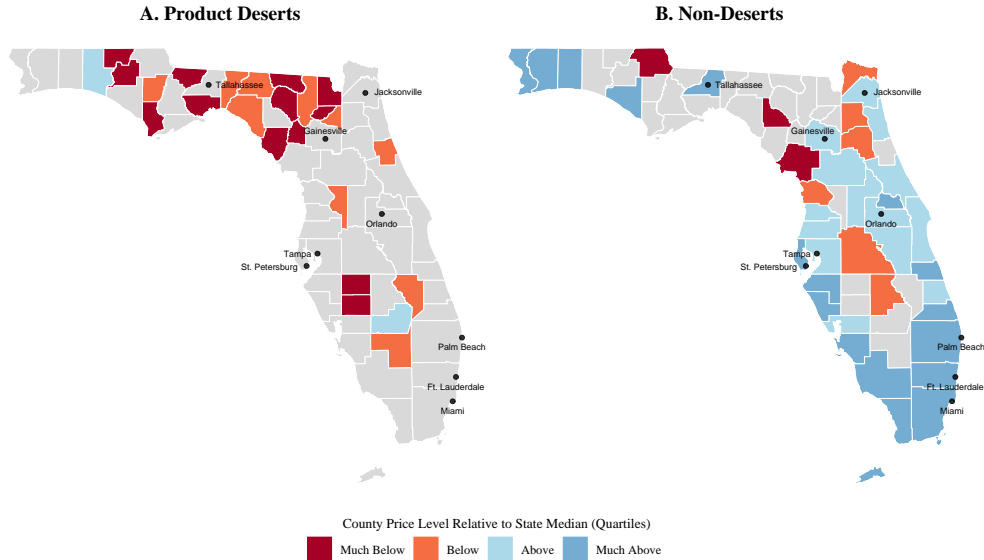 A. Product Deserts
B. Non-Deserts
Tallahassee
Jacksonville
Gainesville
Orlando
Tampa
St. Petersburg
Palm Beach
Ft. Lauderdale
Miami
Tallahassee
Jacksonville
Gainesville
Orlando
Tampa
St. Petersburg
Palm Beach
Ft. Lauderdale
Miami
County Price Level Relative to State Median (Quartiles)
Much Below Below Above Much Above